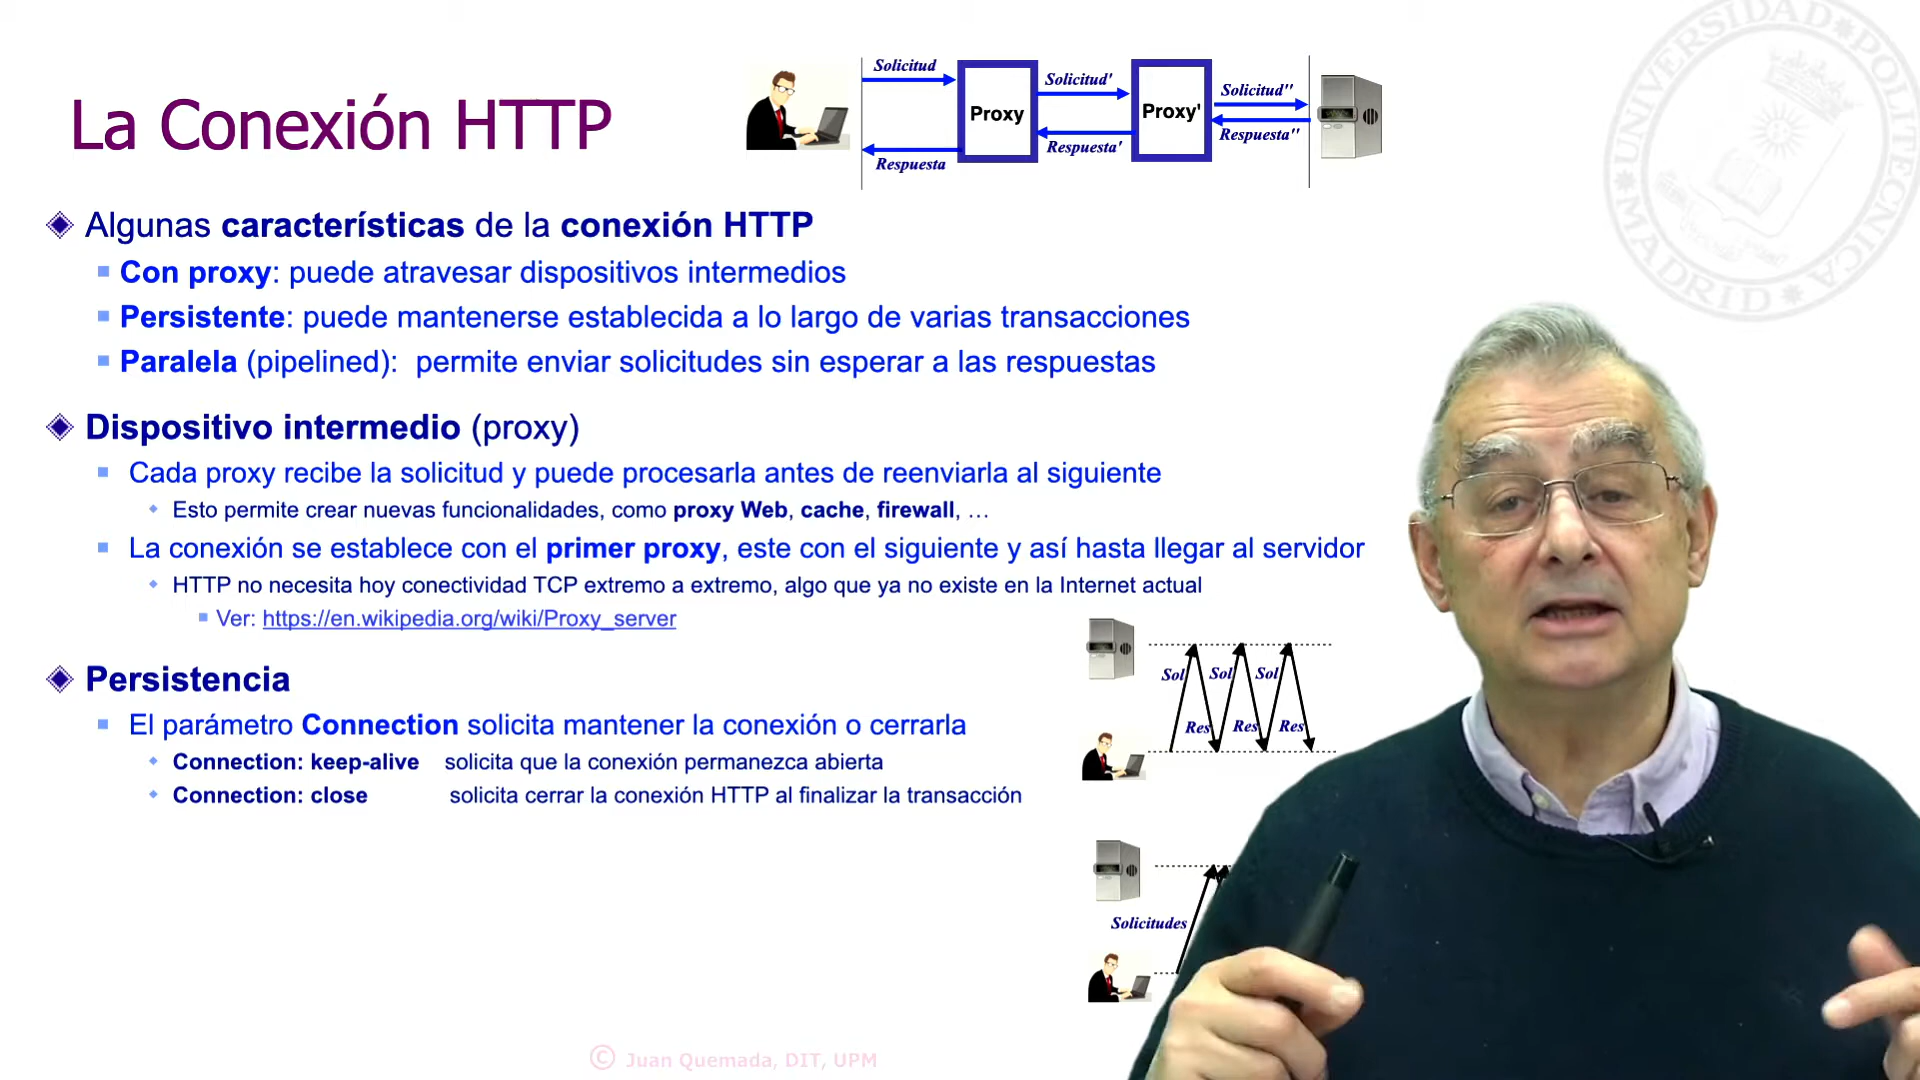 La Conexión HTTP
Solicitud
Respuesta
Proxy
Solicitud'
Respuesta'
Proxy'
Solicitud''
Respuesta''
UNIVERSIDAD POLITECNICA
MADRID
Algunas características de la conexión HTTP
Con proxy: puede atravesar dispositivos intermedios
Persistente: puede mantenerse establecida a lo largo de varias transacciones
Paralela (pipelined): permite enviar solicitudes sin esperar a las respuestas
Dispositivo intermedio (proxy)
Cada proxy recibe la solicitud y puede procesarla antes de reenviarla al siguiente
Esto permite crear nuevas funcionalidades, como proxy Web, cache, firewall, …
La conexión se establece con el primer proxy, este con el siguiente y así hasta llegar al servidor
HTTP no necesita hoy conectividad TCP extremo a extremo, algo que ya no existe en la Internet actual
Ver: https://en.wikipedia.org/wiki/Proxy_server
Persistencia
El parámetro Connection solicita mantener la conexión o cerrarla
Connection: keep-alive solicita que la conexión permanezca abierta
Connection: close solicita cerrar la conexión HTTP al finalizar la transacción
Sol Sol Sol
Res Res Res
Solicitudes
© Juan Quemada, DIT, UPM